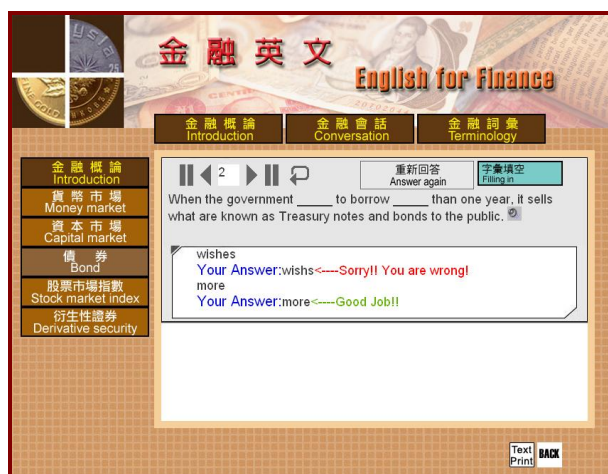 金融英文
English for Finance
金融概論
Introduction
金融會話
Conversation
金融詞彙
Terminology
金融概論
Introduction
貨幣市場
Money market
資本市場
Capital market
債券
Bond
股票市場指數
Stock market index
衍生性證券
Derivative security
2
重新回答
Answer again
字彙填空
Filling in
When the government _____ to borrow _____ than one year, it sells
what are known as Treasury notes and bonds to the public.
wishes
Your Answer:wishs<----Sorry!! You are wrong!
more
Your Answer:more<----Good Job!!
Text
Print
BACK